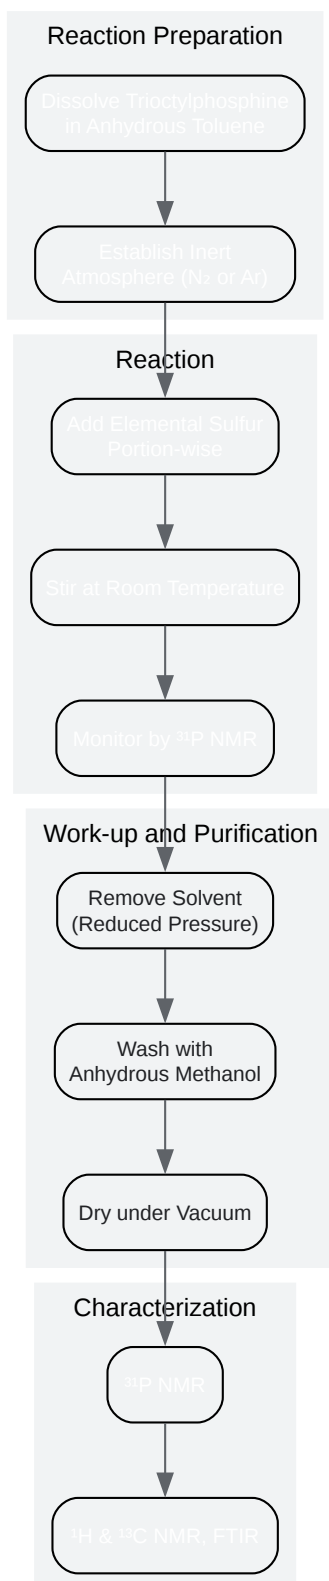 Reaction Preparation
Dissolve Trioctylphosphine
in Anhydrous Toluene
Establish Inert
Atmosphere (N₂ or Ar)
Reaction
Add Elemental Sulfur
Portion-wise
Stir at Room Temperature
Monitor by ³¹P NMR
Work-up and Purification
Remove Solvent
(Reduced Pressure)
Wash with
Anhydrous Methanol
Dry under Vacuum
Characterization
³¹P NMR
¹H & ¹³C NMR, FTIR